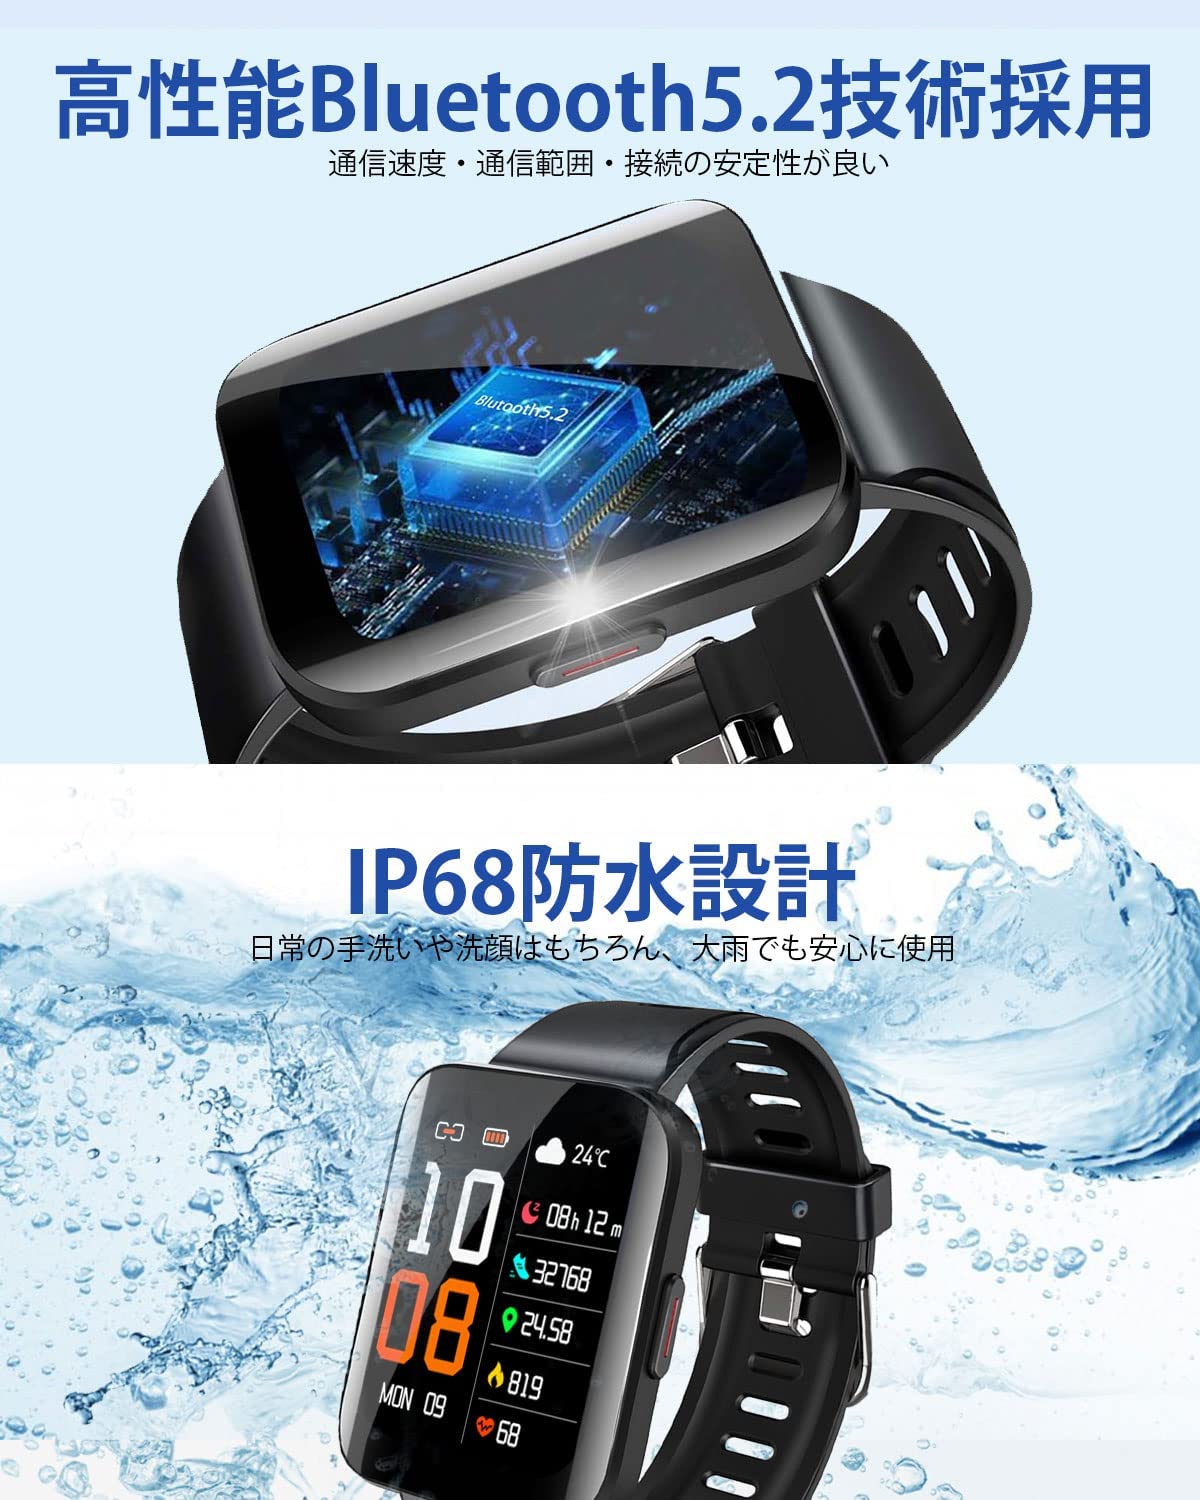 高性能Bluetooth5.2技術採用
通信速度・通信範囲・接続の安定性が良い
Blutooth5.2
IP68防水設計
日常の手洗いや洗顔はもちろん、大雨でも安心に使用
24℃
10
08h 12m
32768
08
24.58
819
MON 09
68